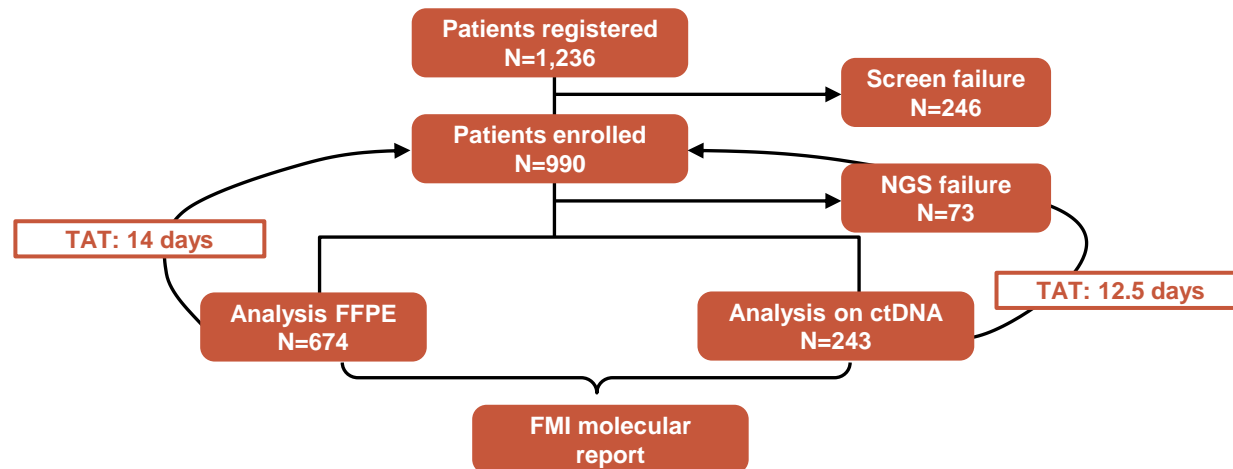 Patients registered
N=1,236
Screen failure
N=246
Patients enrolled
N=990
NGS failure
N=73
TAT: 14 days
TAT: 12.5 days
Analysis FFPE
N=674
Analysis on ctDNA
N=243
FMI molecular
report